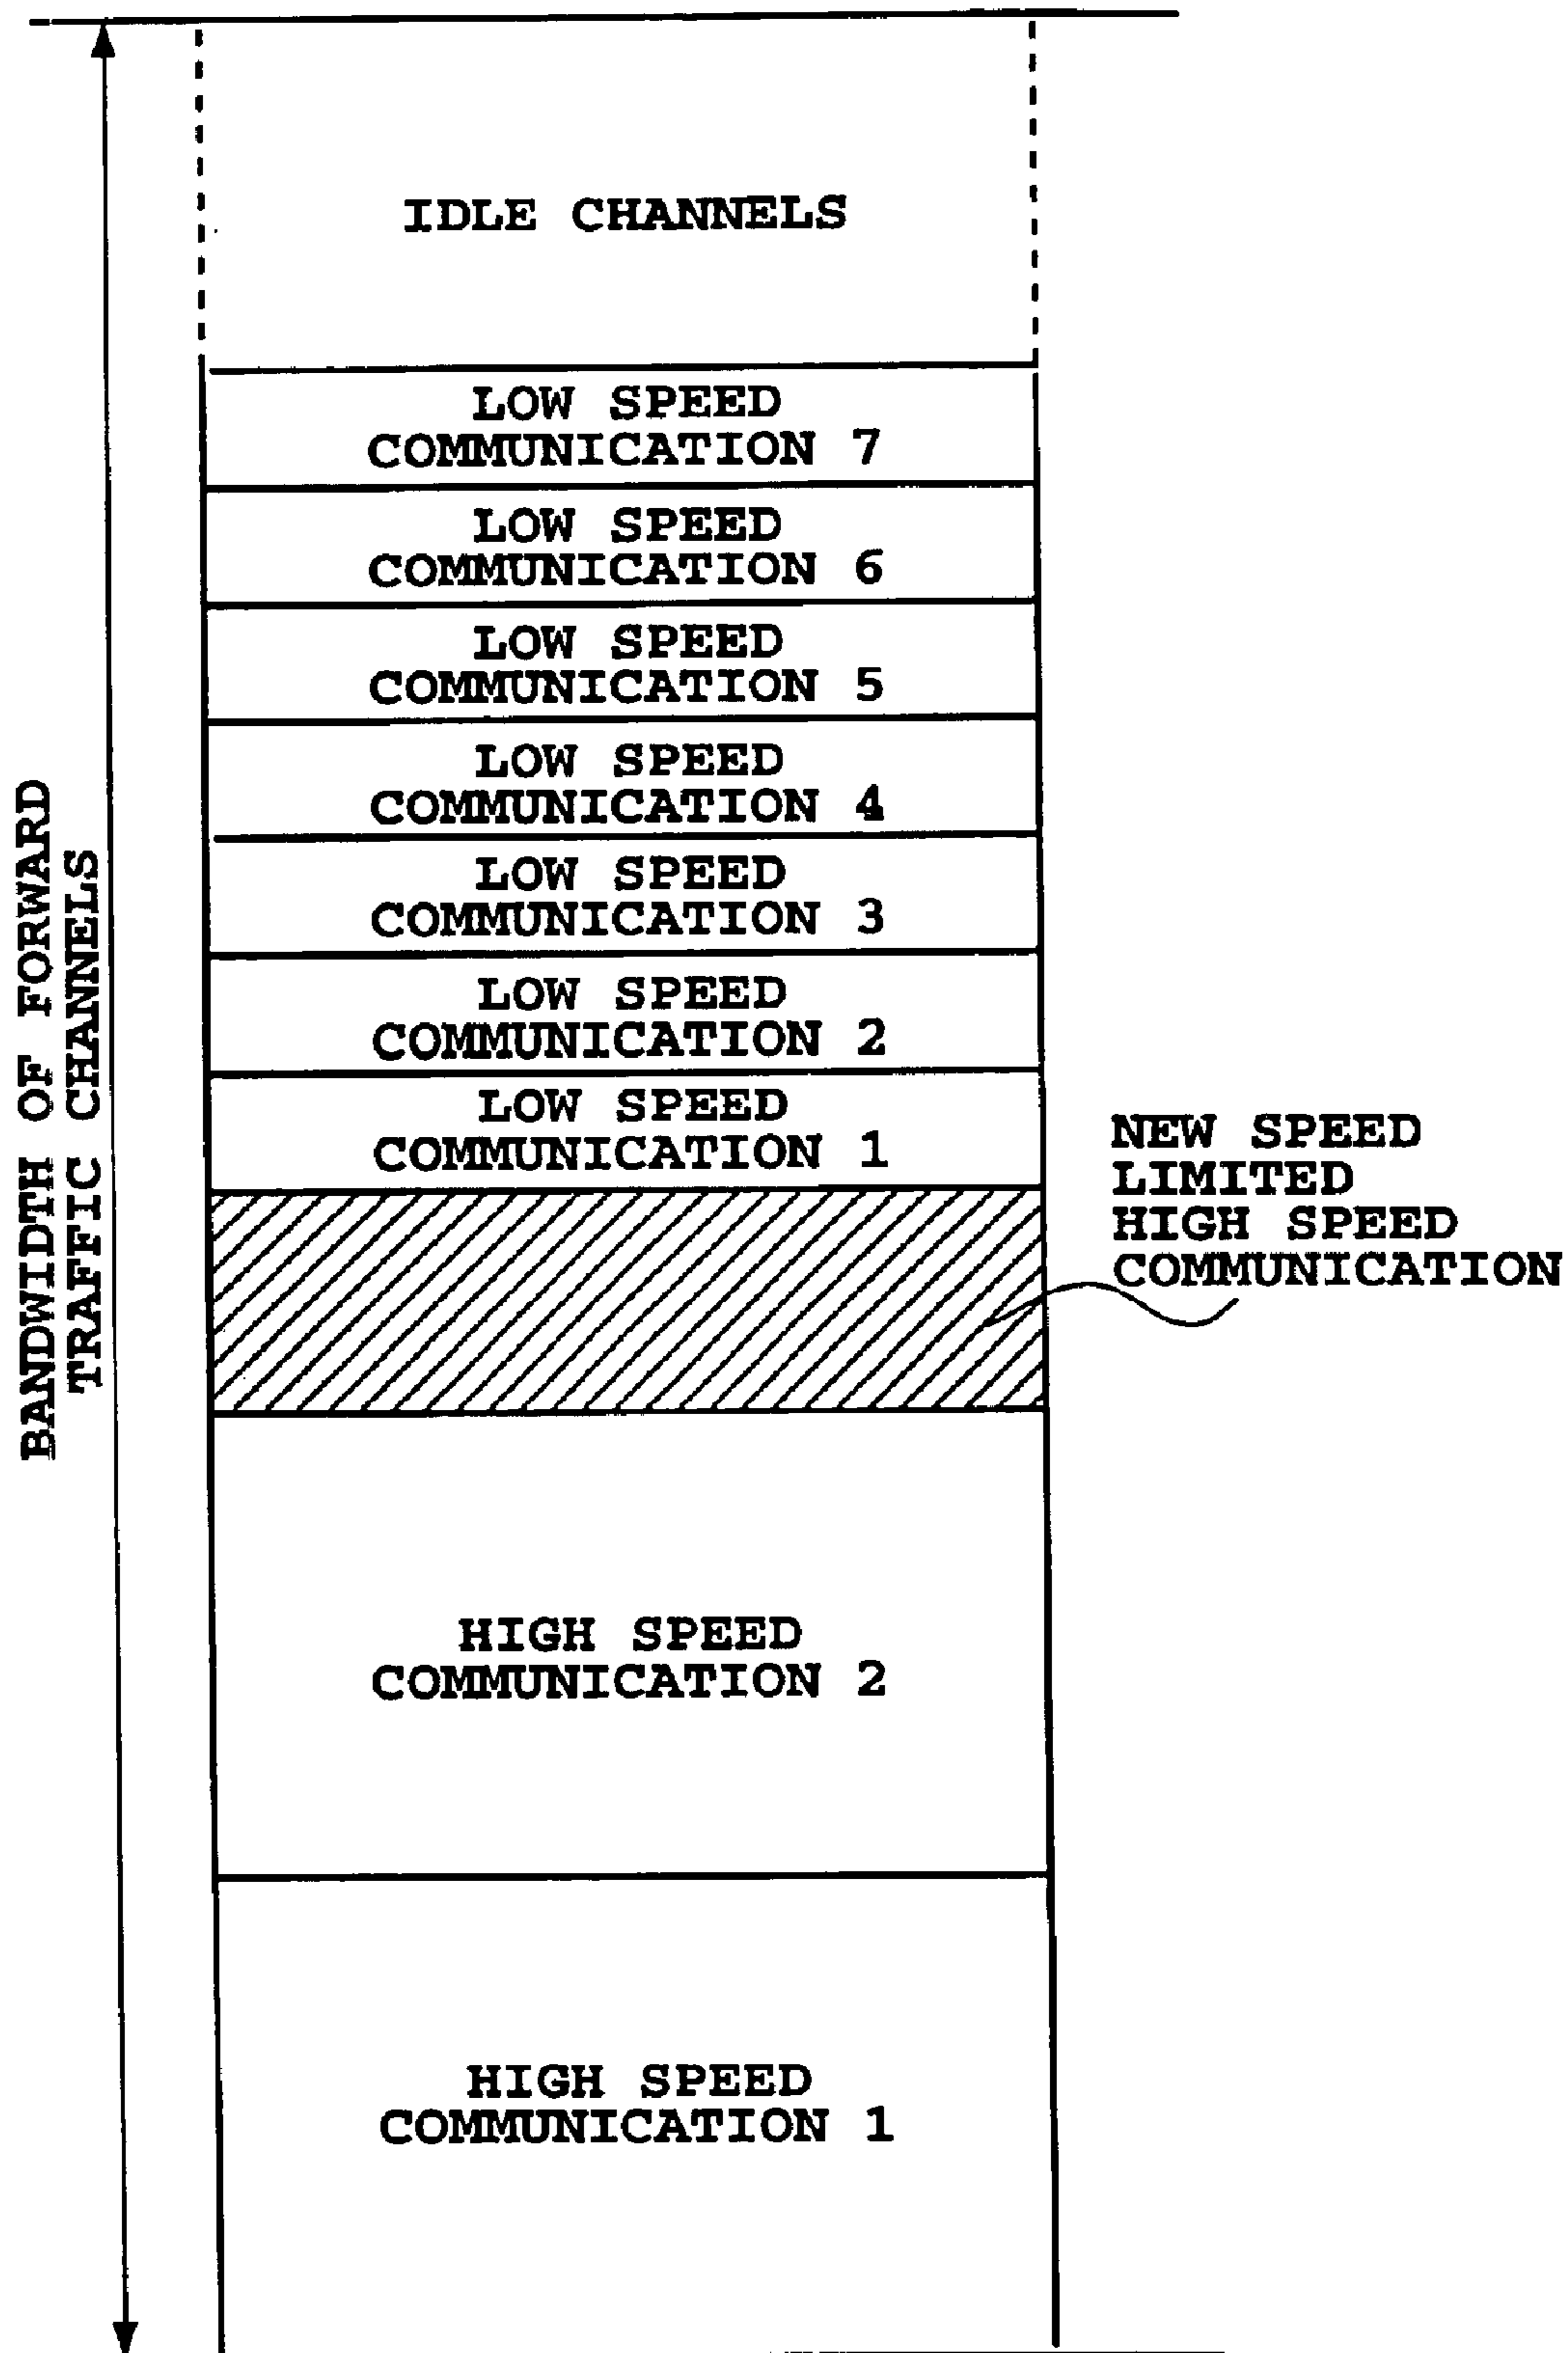 IDLE CHANNELS
LOW SPEED
COMMUNICATION 7
LOW SPEED
COMMUNICATION 6
LOW SPEED
COMMUNICATION 5
LOW SPEED
COMMUNICATION 4
LOW SPEED
COMMUNICATION 3
LOW SPEED
COMMUNICATION 2
LOW SPEED
COMMUNICATION 1
NEW SPEED
LIMITED
HIGH SPEED
COMMUNICATION
HIGH SPEED
COMMUNICATION 2
HIGH SPEED
COMMUNICATION 1
BANDWIDTH OF FORWARD
TRAFFIC CHANNELS